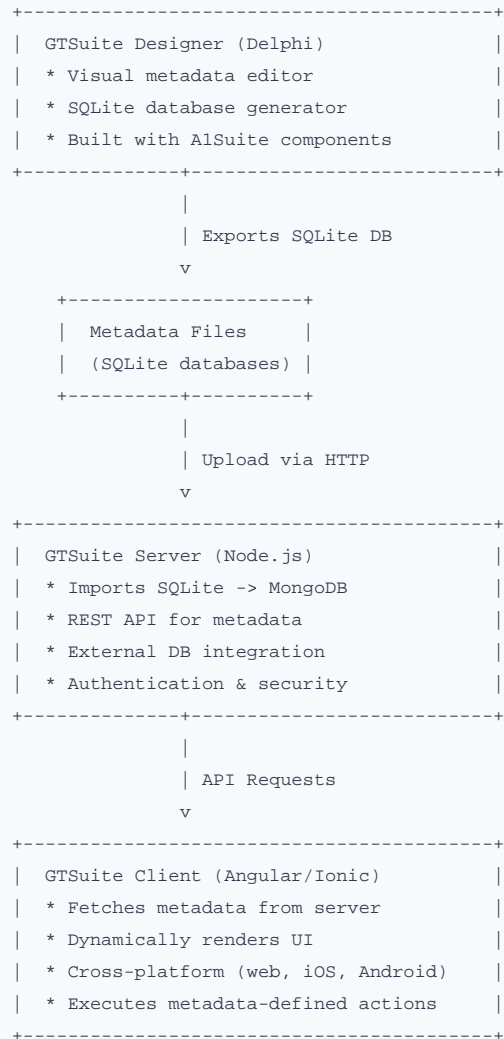 GTSuite Designer (Delphi)
* Visual metadata editor
* SQLite database generator
* Built with AlSuite components
Exports SQLite DB
v
Metadata Files
(SQLite databases)
Upload via HTTP
v
GTSuite Server (Node.js)
* Imports SQLite -> MongoDB
* REST API for metadata
* External DB integration
* Authentication & security
API Requests
v
GTSuite Client (Angular/Ionic)
* Fetches metadata from server
* Dynamically renders UI
* Cross-platform (web, iOS, Android)
* Executes metadata-defined actions